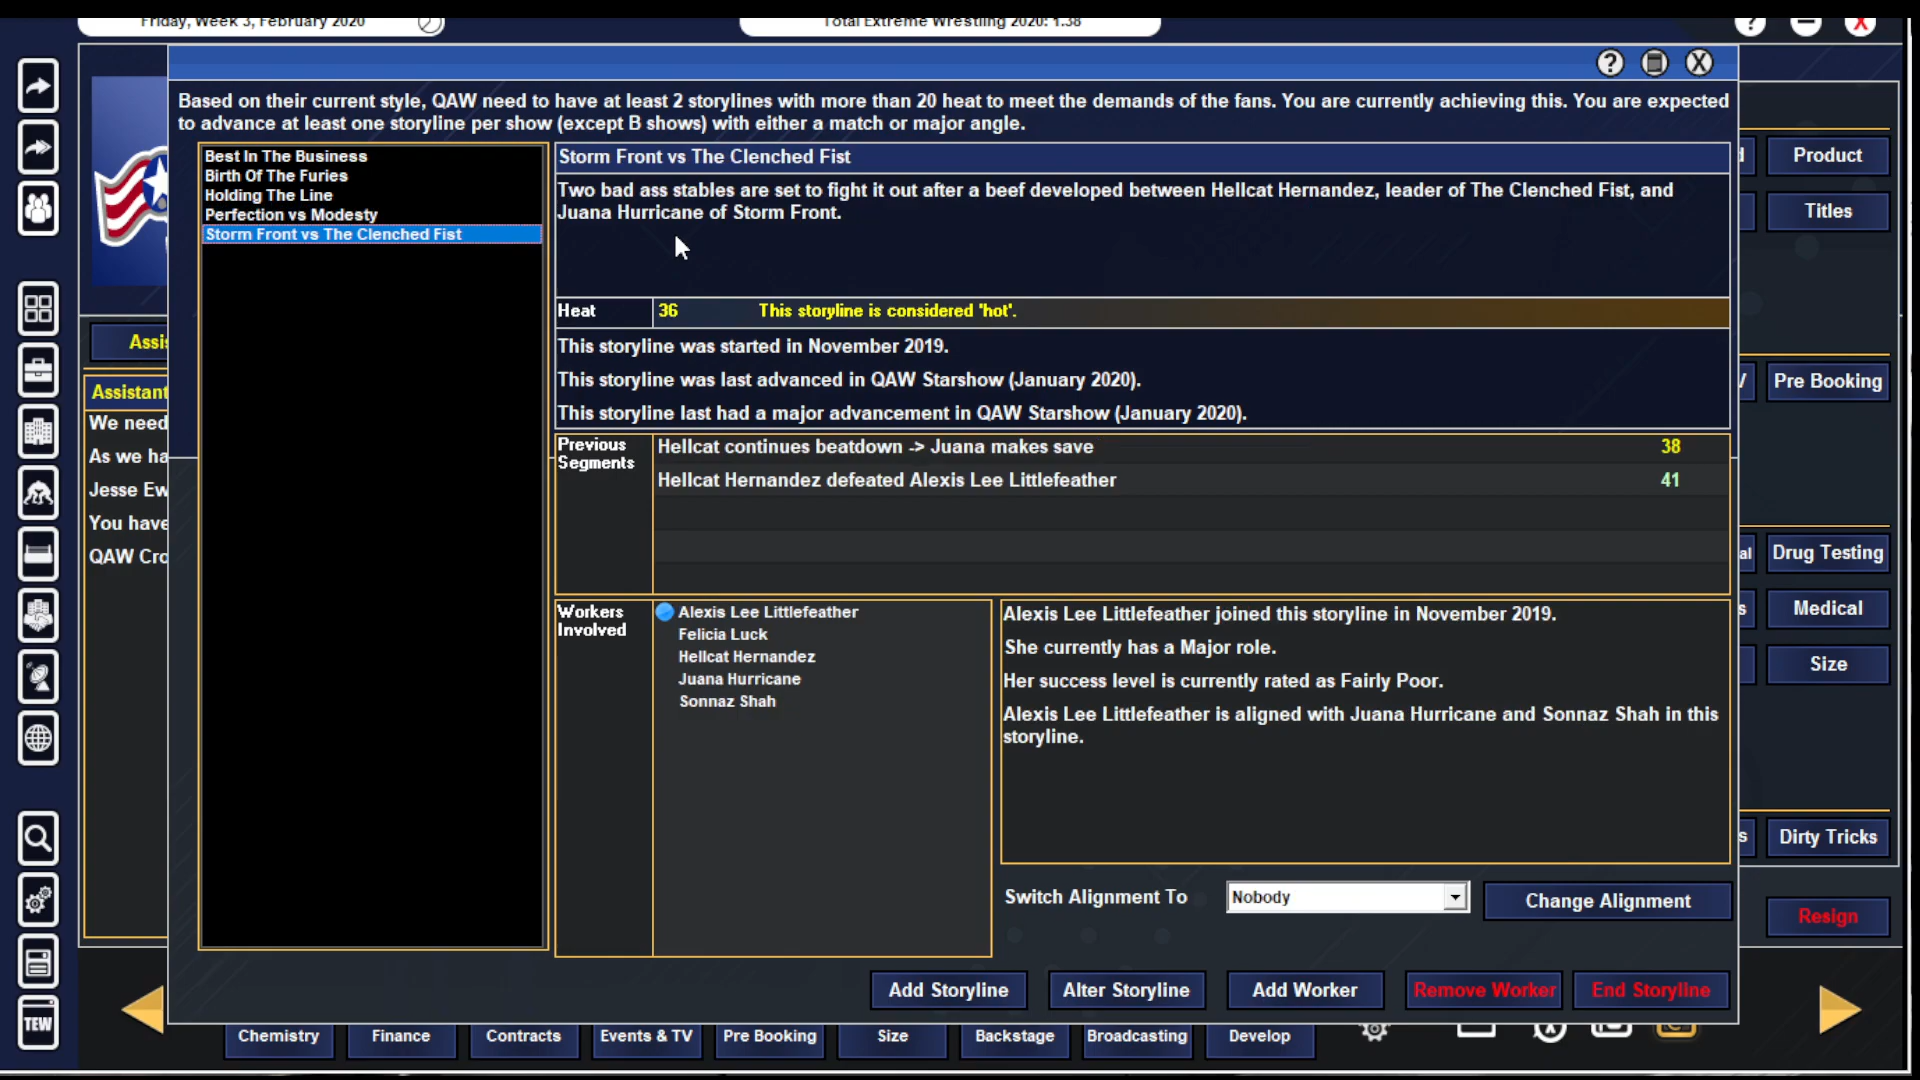 Friday, Week 3, February 2020
Total Extreme Wrestling 2020: 1.38
?
X
?
X
Based on their current style, QAW need to have at least 2 storylines with more than 20 heat to meet the demands of the fans. You are currently achieving this. You are expected
to advance at least one storyline per show (except B shows) with either a match or major angle.
Best In The Business
Birth Of The Furies
Holding The Line
Perfection vs Modesty
Storm Front vs The Clenched Fist
Storm Front vs The Clenched Fist
Two bad ass stables are set to fight it out after a beef developed between Hellcat Hernandez, leader of The Clenched Fist, and
Juana Hurricane of Storm Front.
Heat 36 This storyline is considered 'hot'.
This storyline was started in November 2019.
This storyline was last advanced in QAW Starshow (January 2020).
This storyline last had a major advancement in QAW Starshow (January 2020).
Previous
Segments
Hellcat continues beatdown -> Juana makes save 38
Hellcat Hernandez defeated Alexis Lee Littlefeather 41
Workers
Involved
Alexis Lee Littlefeather
Felicia Luck
Hellcat Hernandez
Juana Hurricane
Sonnaz Shah
Alexis Lee Littlefeather joined this storyline in November 2019.
She currently has a Major role.
Her success level is currently rated as Fairly Poor.
Alexis Lee Littlefeather is aligned with Juana Hurricane and Sonnaz Shah in this
storyline.
Switch Alignment To Nobody Change Alignment
Add Storyline Alter Storyline Add Worker Remove Worker End Storyline
Assis
Assistant
We need
As we ha
Jesse Ew
You have
QAW Cro
Product
Titles
Pre Booking
al Drug Testing
s Medical
Size
s Dirty Tricks
Resign
TEW
Chemistry Finance Contracts Events & TV Pre Booking Size Backstage Broadcasting Develop